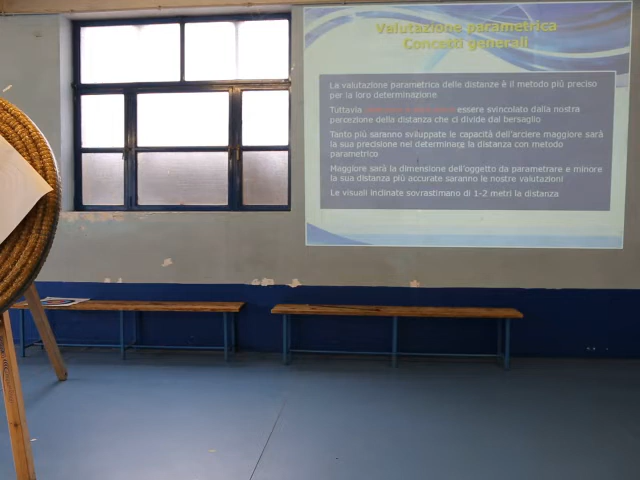 Valutazione parametrica
Concetti generali
La valutazione parametrica delle distanze è il metodo più preciso
per la loro determinazione
Tuttavia essere svincolato dalla nostra
percezione della distanza che ci divide dal bersaglio
Tanto più saranno sviluppate le capacità dell'arciere maggiore sarà
la sua precisione nel determinare la distanza con metodo
parametrico
Maggiore sarà la dimensione dell'oggetto da parametrare e minore
la sua distanza più accurate saranno le nostre valutazioni
Le visuali inclinate sovrastimano di 1-2 metri la distanza